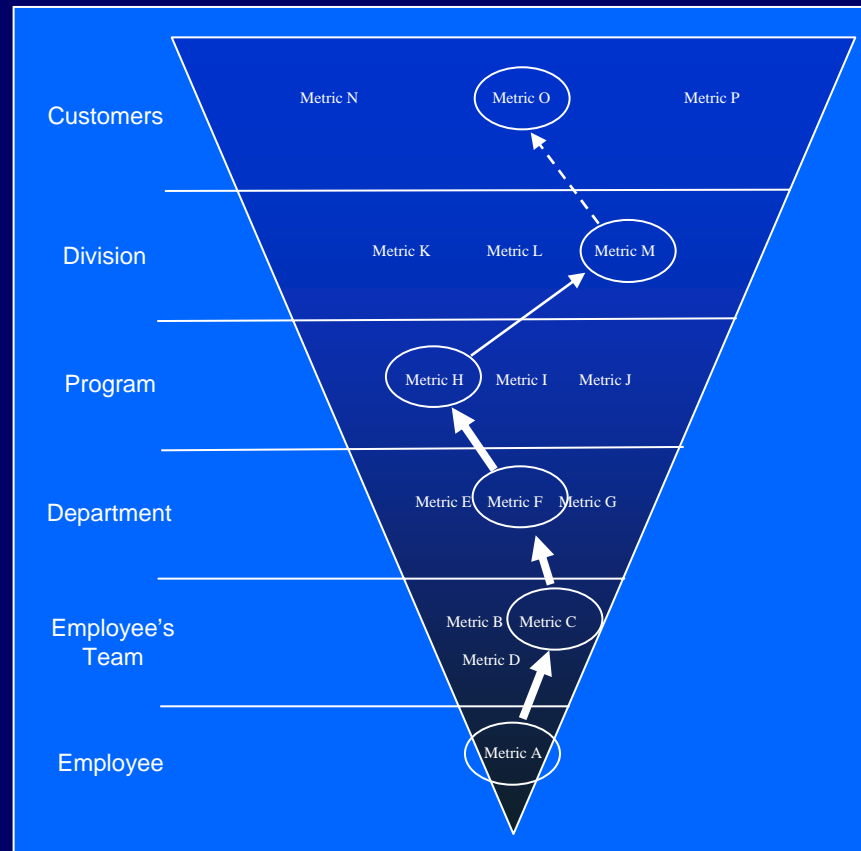 Customers
Metric N
Metric O
Metric P
Division
Metric K
Metric L
Metric M
Program
Metric H
Metric I
Metric J
Department
Metric E
Metric F
Metric G
Employee’s
Team
Metric B
Metric C
Metric D
Employee
Metric A